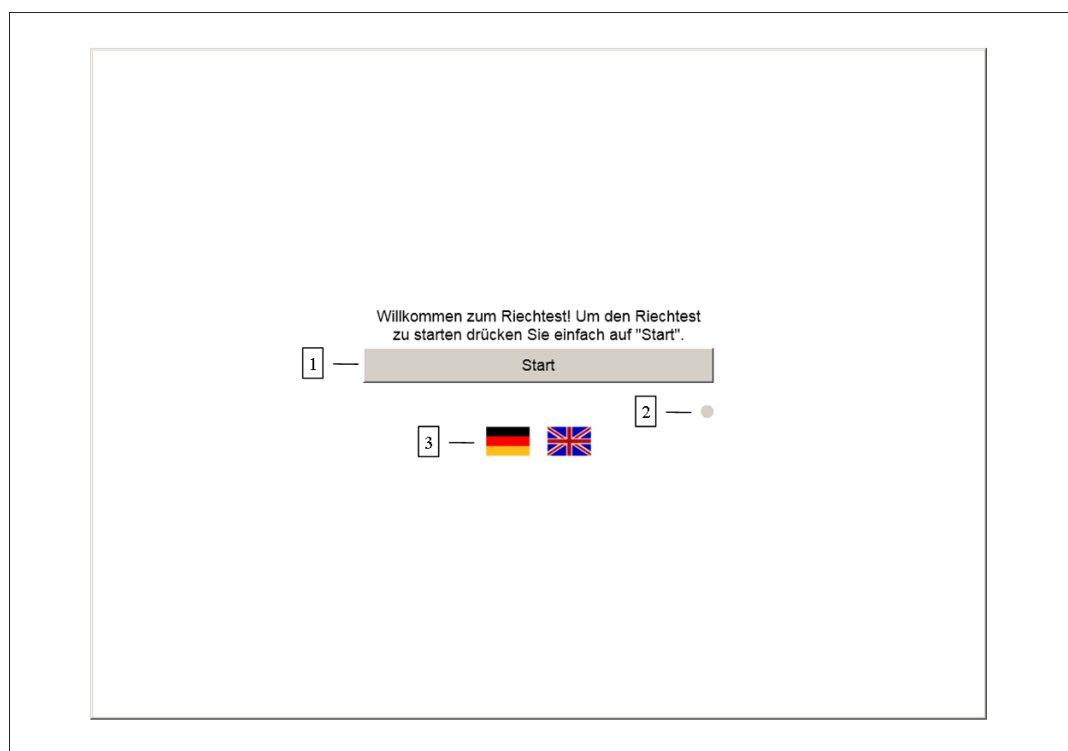 Willkommen zum Riechtest! Um den Riechtest
zu starten drücken Sie einfach auf "Start".
1
Start
2
3